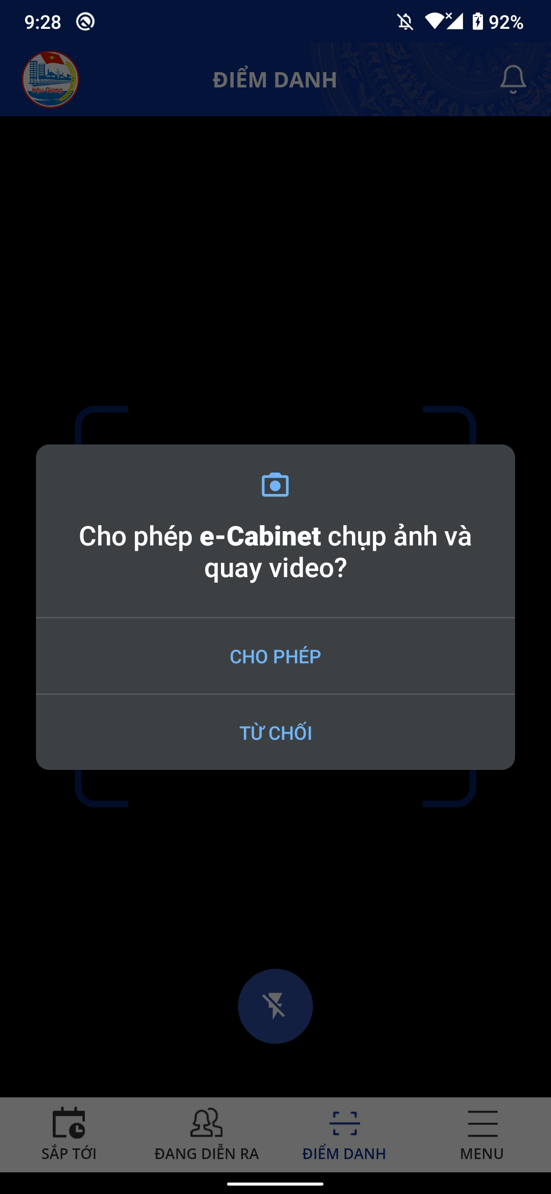 9:28
92%
ĐIỂM DANH
Cho phép e-Cabinet chụp ảnh và
quay video?
CHO PHÉP
TỪ CHỐI
SẮP TỚI
ĐANG DIỄN RA
ĐIỂM DANH
MENU